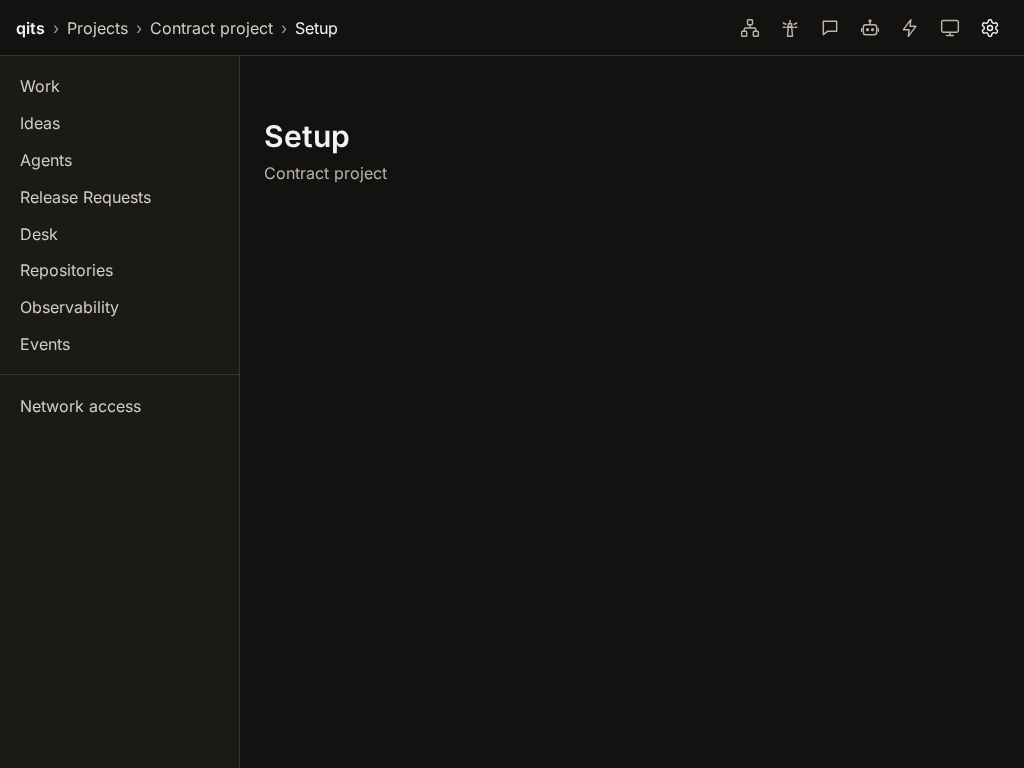 qits › Projects › Contract project › Setup
Work
Ideas
Agents
Release Requests
Desk
Repositories
Observability
Events
Network access
Setup
Contract project